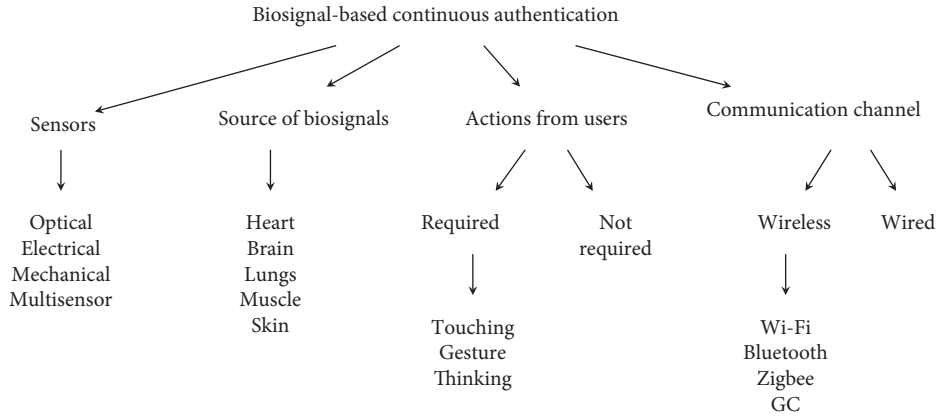 Biosignal-based continuous authentication
Sensors
Source of biosignals
Actions from users
Communication channel
Optical
Electrical
Mechanical
Multisensor
Heart
Brain
Lungs
Muscle
Skin
Required
Not
required
Touching
Gesture
Thinking
Wireless
Wired
Wi-Fi
Bluetooth
Zigbee
GC